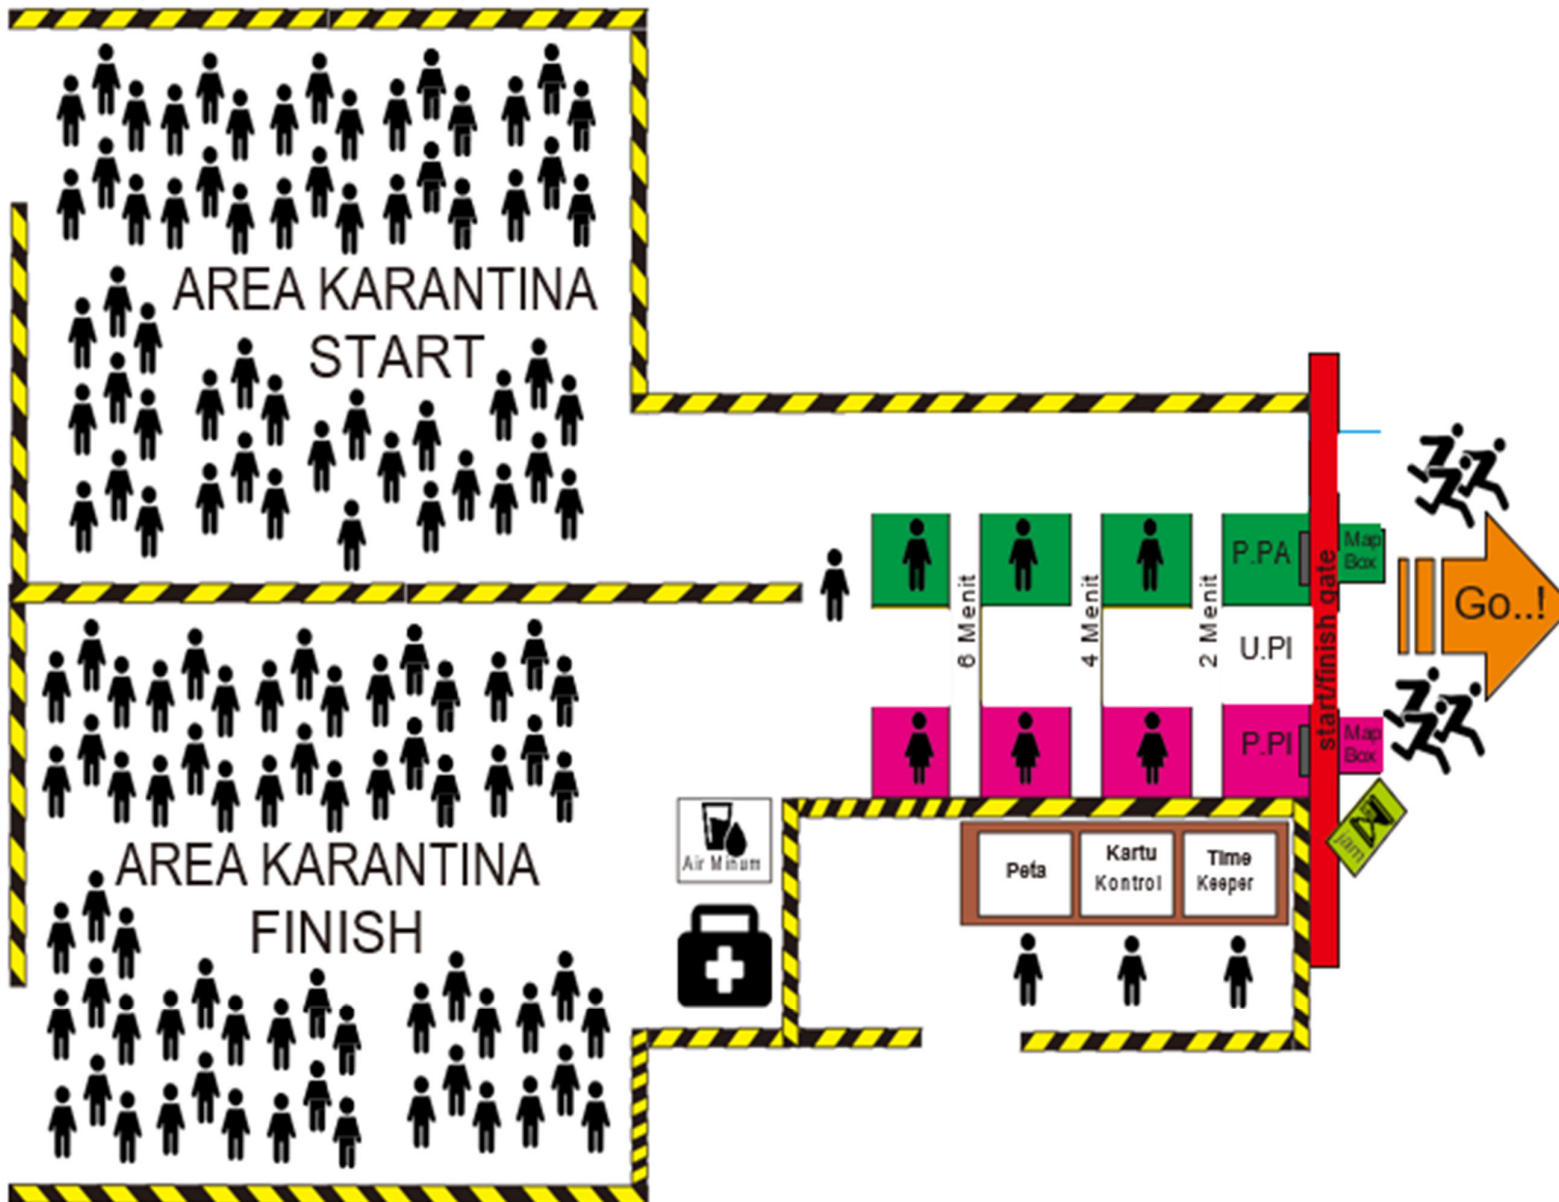 AREA KARANTINA
START
6 Menit
4 Menit
2 Menit
P.PA
U.PI
P.PI
start/finish gate
Map
Box
Map
Box
Go..!
jam
AREA KARANTINA
FINISH
Air Minum
Peta
Kartu
Kontrol
Time
Keeper